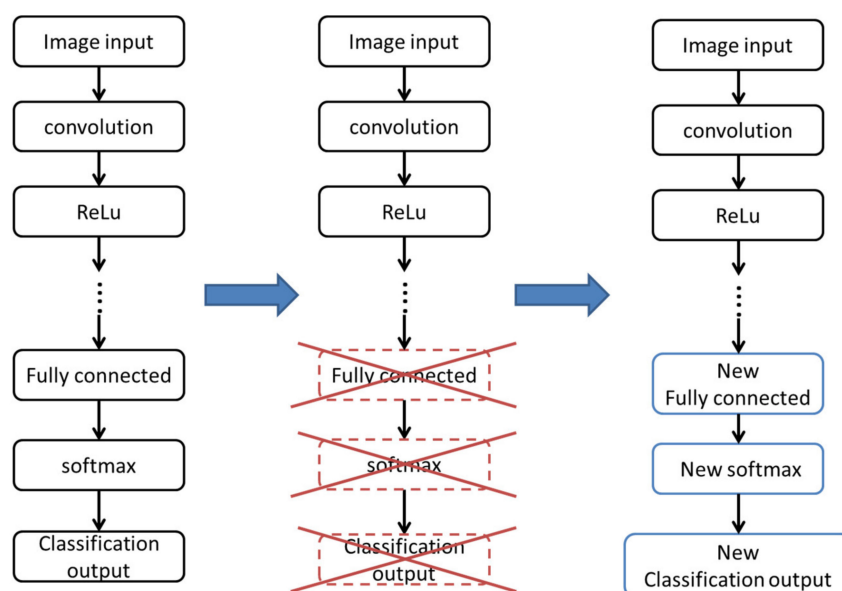 Image input
convolution
ReLu
Fully connected
softmax
Classification
output
Image input
convolution
ReLu
Fully connected
softmax
Classification
output
Image input
convolution
ReLu
New
Fully connected
New softmax
New
Classification output